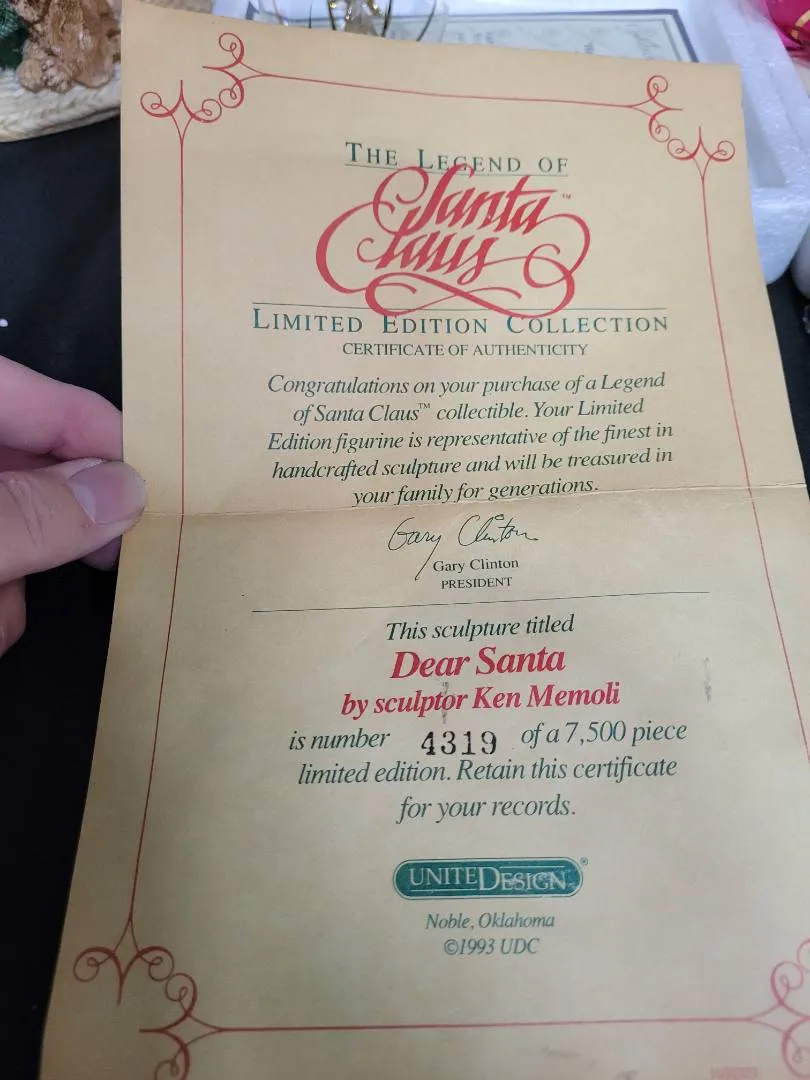 THE LEGEND OF
Santa™
Claus
LIMITED EDITION COLLECTION
CERTIFICATE OF AUTHENTICITY
Congratulations on your purchase of a Legend
of Santa Claus™ collectible. Your Limited
Edition figurine is representative of the finest in
handcrafted sculpture and will be treasured in
your family for generations.
Gary Clinton
Gary Clinton
PRESIDENT
This sculpture titled
Dear Santa
by sculptor Ken Memoli
is number 4319 of a 7,500 piece
limited edition. Retain this certificate
for your records.
UNITEDESIGN®
Noble, Oklahoma
©1993 UDC